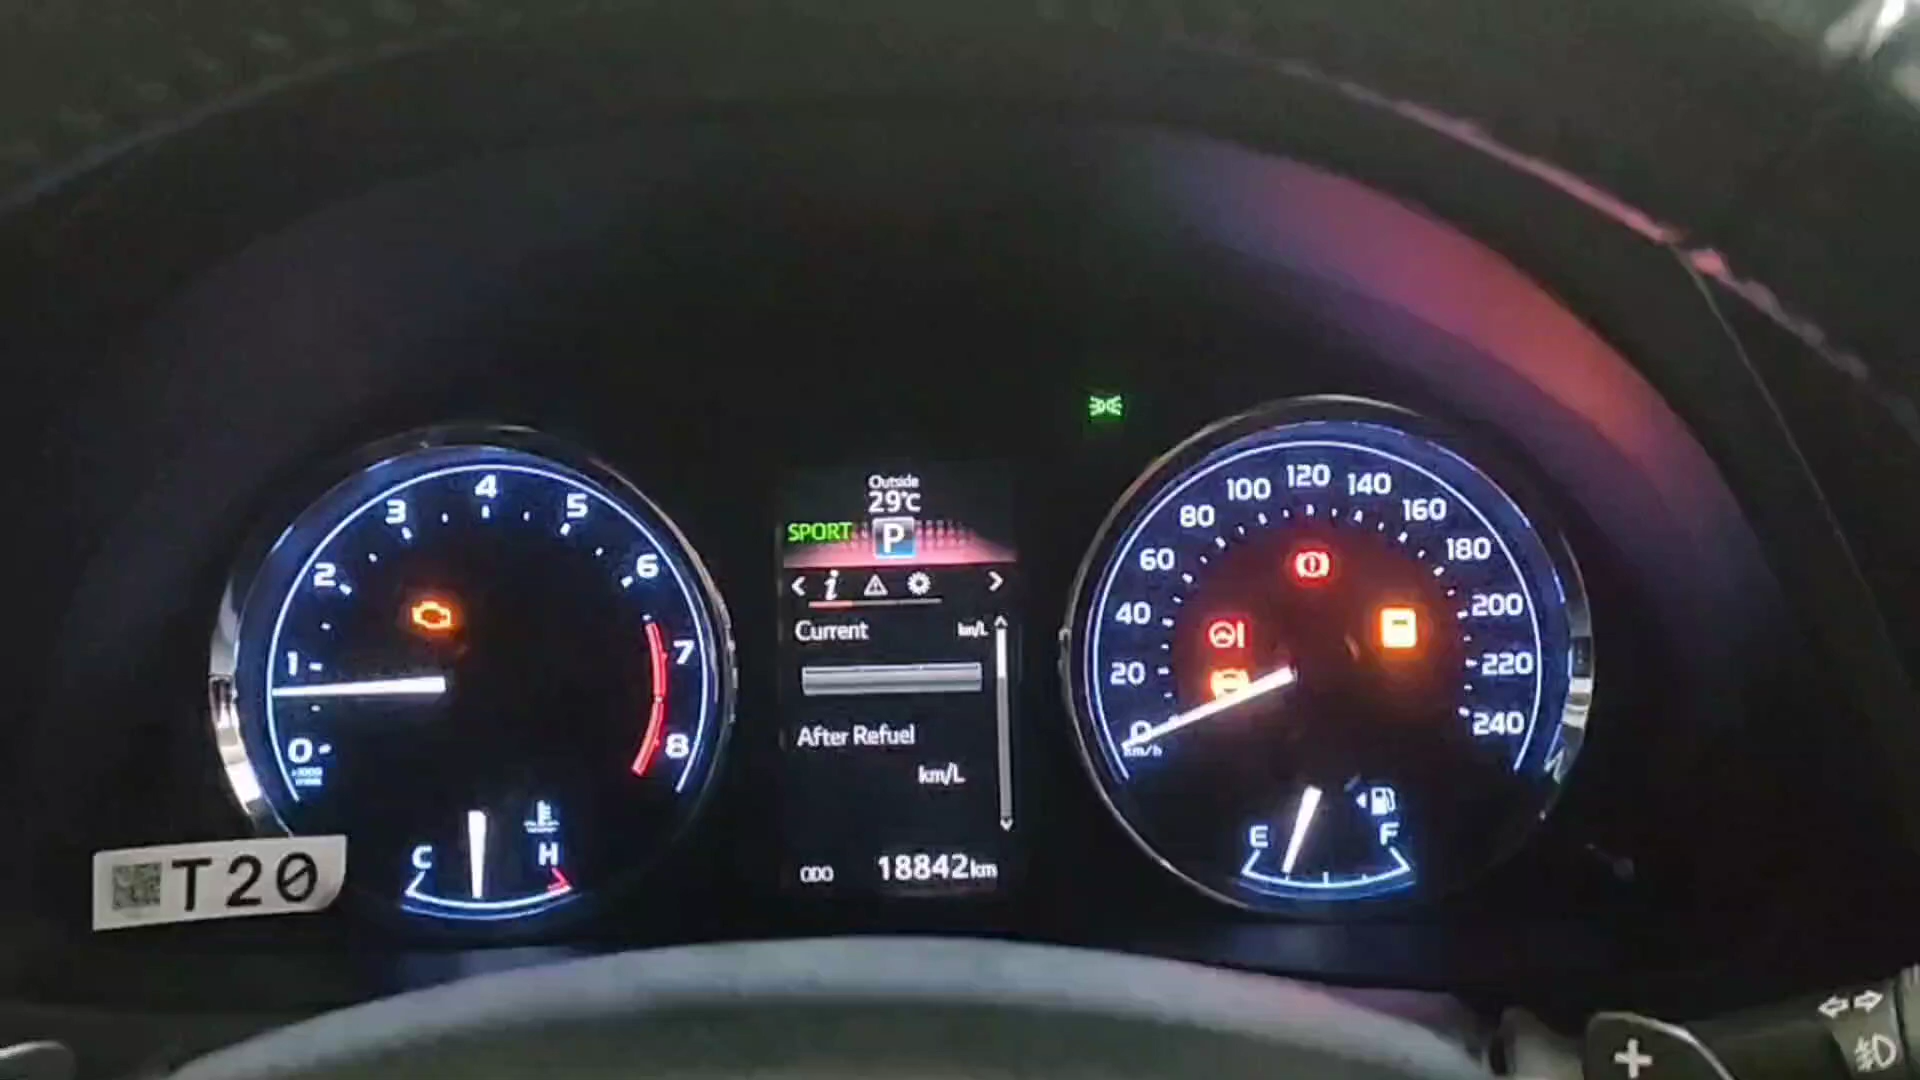 Outside
29°C
SPORT P
i
Current km/L
After Refuel
km/L
ODO 18842km
0
1
2
3
4
5
6
7
8
C H
0
20
40
60
80
100
120
140
160
180
200
220
240
km/h
E F
T20
+